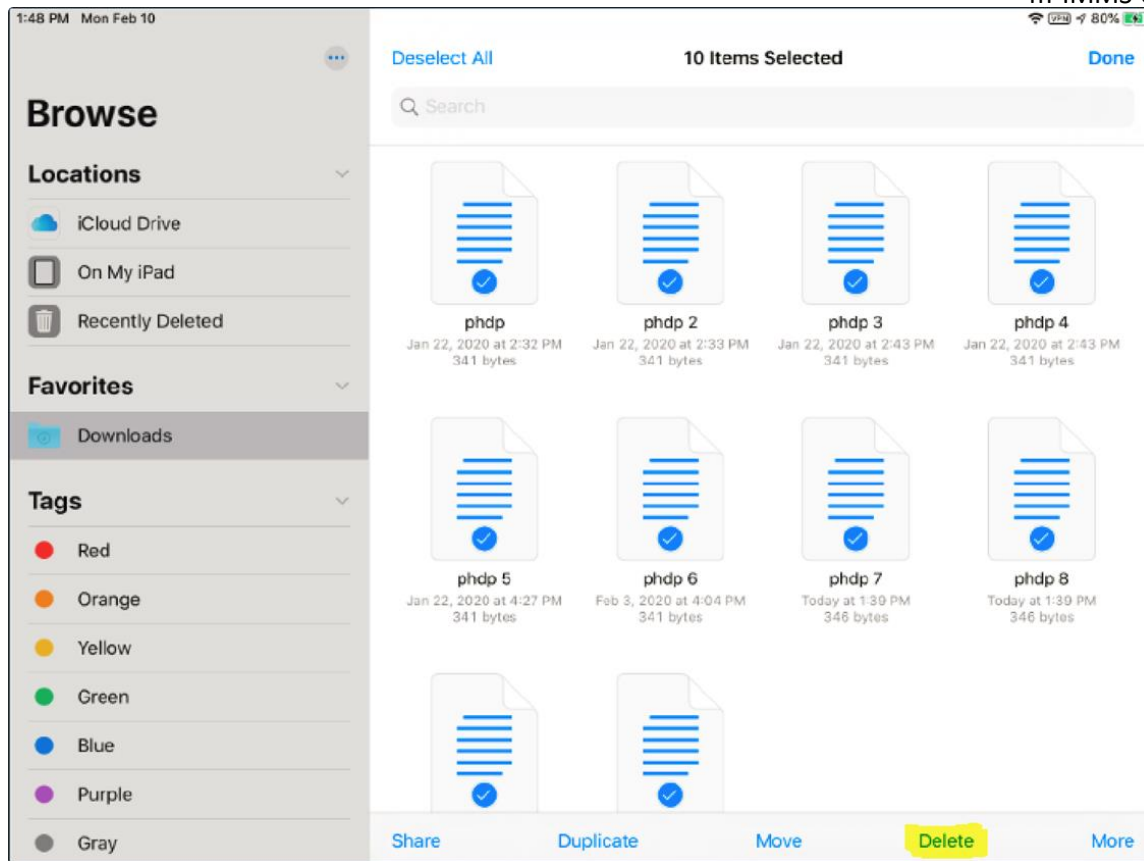 1:48 PM Mon Feb 10
VPN 80%
Deselect All 10 Items Selected Done
Search
Browse
Locations
iCloud Drive
On My iPad
Recently Deleted
Favorites
Downloads
Tags
Red
Orange
Yellow
Green
Blue
Purple
Gray
phdp phdp 2 phdp 3 phdp 4
Jan 22, 2020 at 2:32 PM Jan 22, 2020 at 2:33 PM Jan 22, 2020 at 2:43 PM Jan 22, 2020 at 2:43 PM
341 bytes 341 bytes 341 bytes 341 bytes
phdp 5 phdp 6 phdp 7 phdp 8
Jan 22, 2020 at 4:27 PM Feb 3, 2020 at 4:04 PM Today at 1:39 PM Today at 1:39 PM
341 bytes 341 bytes 346 bytes 346 bytes
Share Duplicate Move Delete More